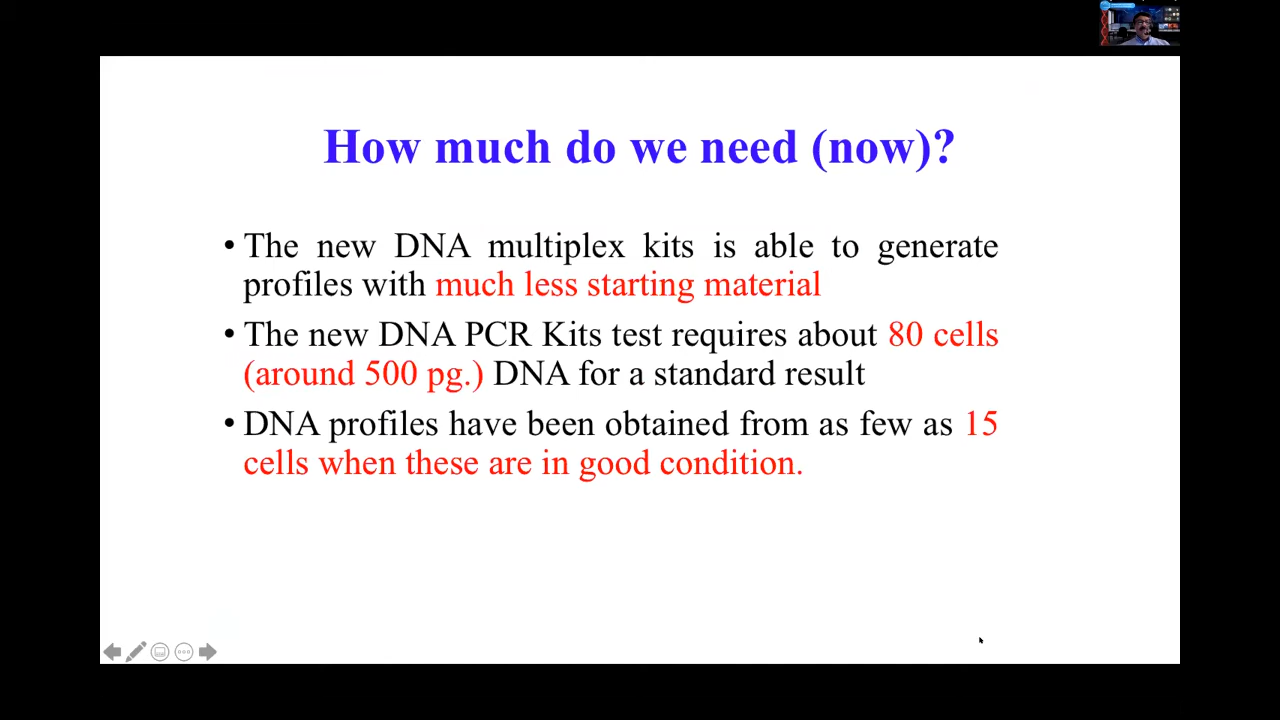 How much do we need (now)?
• The new DNA multiplex kits is able to generate
profiles with much less starting material
• The new DNA PCR Kits test requires about 80 cells
(around 500 pg.) DNA for a standard result
• DNA profiles have been obtained from as few as 15
cells when these are in good condition.